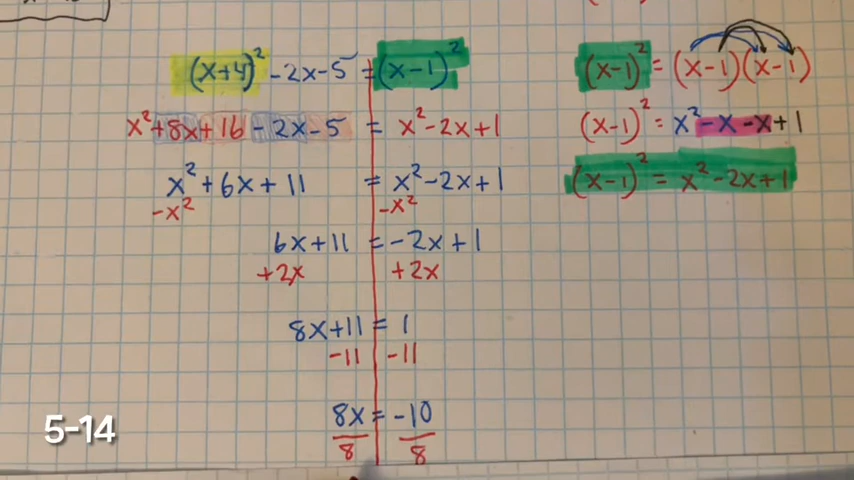 (x+4)² -2x-5 = (x-1)²
x²+8x+16 -2x-5 = x²-2x+1
x²+6x+11 = x²-2x+1
-x² -x²
6x+11 = -2x+1
+2x +2x
8x+11 = 1
-11 -11
8x = -10
8 8
(x-1)² = (x-1)(x-1)
(x-1)² = x²-x-x+1
(x-1)² = x²-2x+1
5-14